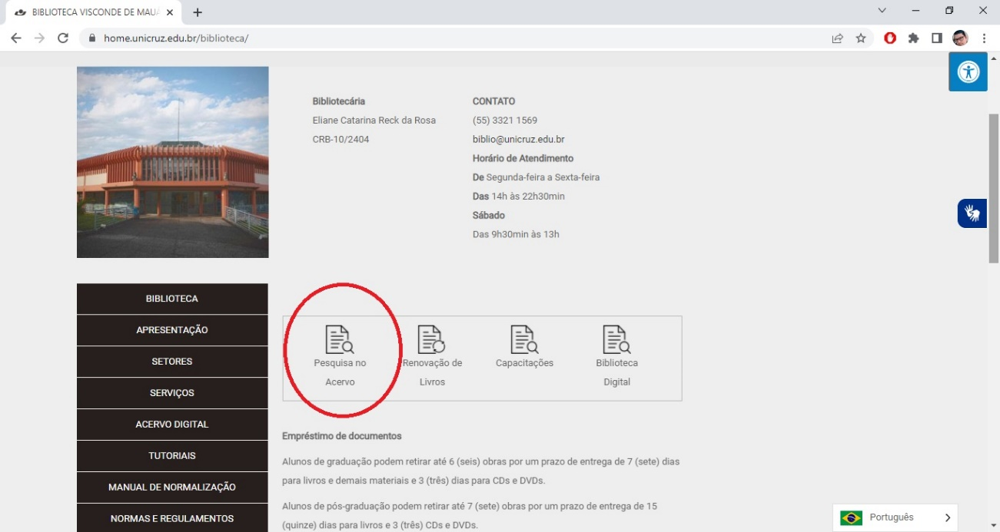 BIBLIOTECA VISCONDE DE MAUÁ
home.unicruz.edu.br/biblioteca/
Bibliotecária
Eliane Catarina Reck da Rosa
CRB-10/2404
CONTATO
(55) 3321 1569
biblio@unicruz.edu.br
Horário de Atendimento
De Segunda-feira a Sexta-feira
Das 14h às 22h30min
Sábado
Das 9h30min às 13h
BIBLIOTECA
APRESENTAÇÃO
SETORES
SERVIÇOS
ACERVO DIGITAL
TUTORIAIS
MANUAL DE NORMALIZAÇÃO
NORMAS E REGULAMENTOS
Pesquisa no
Acervo
Renovação de
Livros
Capacitações
Biblioteca
Digital
Empréstimo de documentos
Alunos de graduação podem retirar até 6 (seis) obras por um prazo de entrega de 7 (sete) dias
para livros e demais materiais e 3 (três) dias para CDs e DVDs.
Alunos de pós-graduação podem retirar até 7 (sete) obras por um prazo de entrega de 15
(quinze) dias para livros e 3 (três) CDs e DVDs.
Português